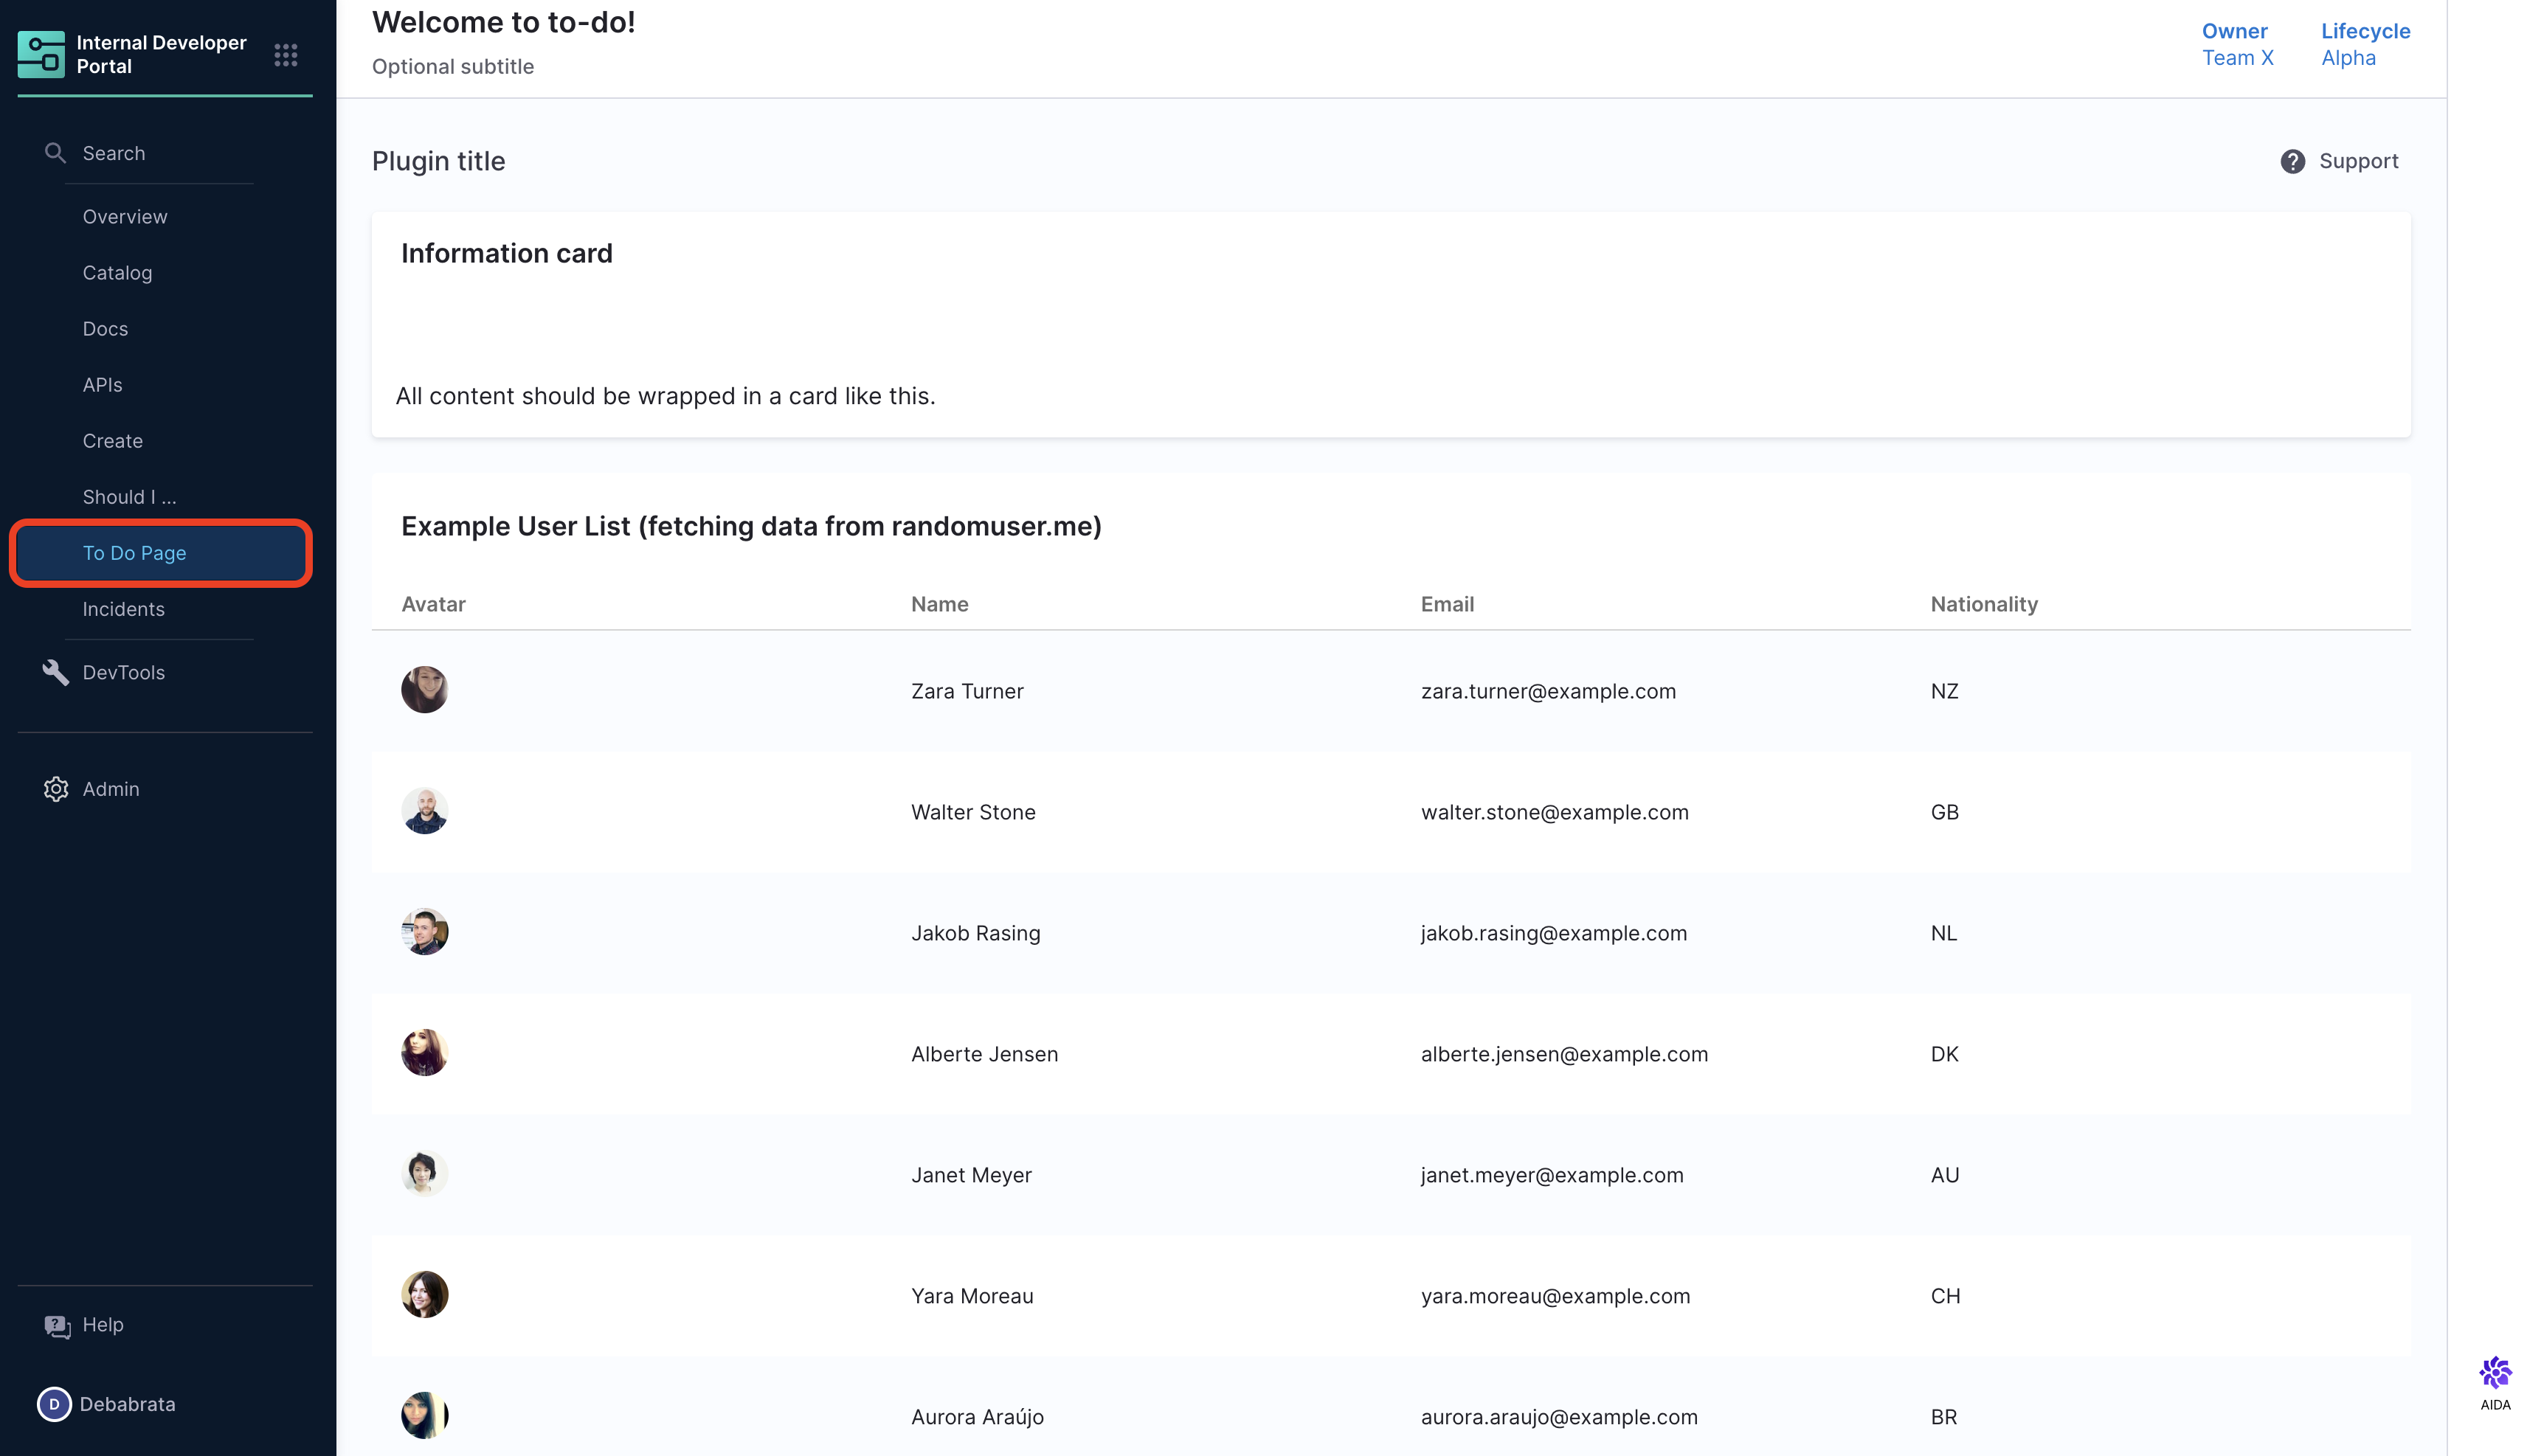 Internal Developer
Portal
Search
Overview
Catalog
Docs
APIs
Create
Should I ...
To Do Page
Incidents
DevTools
Admin
Help
D
Debabrata
Welcome to to-do!
Optional subtitle
Owner
Team X
Lifecycle
Alpha
Plugin title
Support
Information card
All content should be wrapped in a card like this.
Example User List (fetching data from randomuser.me)
Avatar Name Email Nationality
Zara Turner zara.turner@example.com NZ
Walter Stone walter.stone@example.com GB
Jakob Rasing jakob.rasing@example.com NL
Alberte Jensen alberte.jensen@example.com DK
Janet Meyer janet.meyer@example.com AU
Yara Moreau yara.moreau@example.com CH
Aurora Araújo aurora.araujo@example.com BR
AIDA